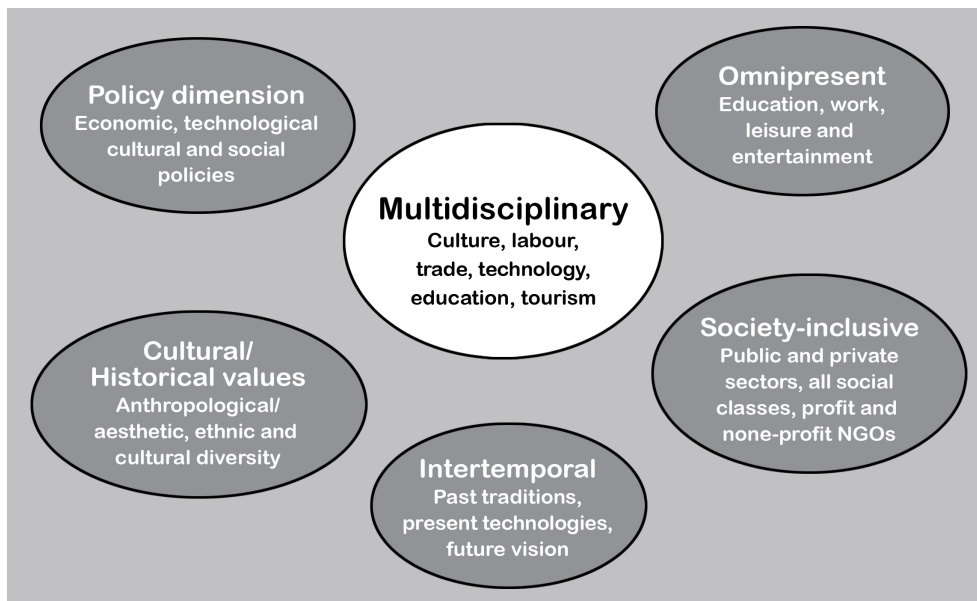 Policy dimension
Economic, technological
cultural and social
policies
Omnipresent
Education, work,
leisure and
entertainment
Multidisciplinary
Culture, labour,
trade, technology,
education, tourism
Cultural/
Historical values
Anthropological/
aesthetic, ethnic and
cultural diversity
Society-inclusive
Public and private
sectors, all social
classes, profit and
none-profit NGOs
Intertemporal
Past traditions,
present technologies,
future vision